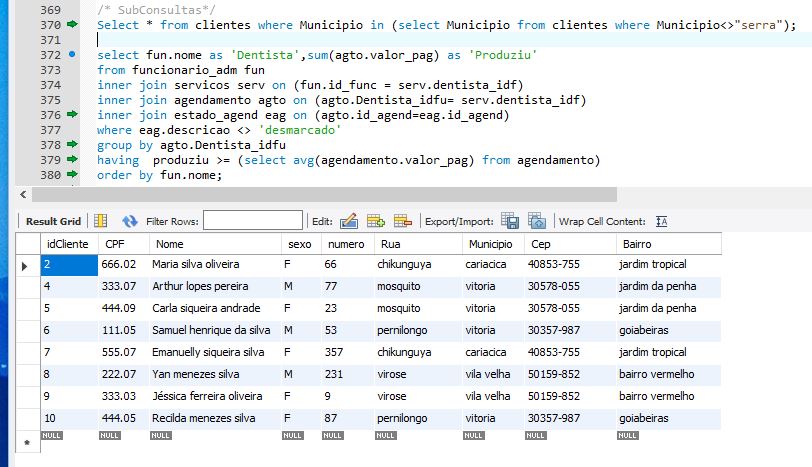 369 /* SubConsultas*/
370 Select * from clientes where Municipio in (select Municipio from clientes where Municipio<>"serra");
371
372 select fun.nome as 'Dentista',sum(agto.valor_pag) as 'Produziu'
373 from funcionario_adm fun
374 inner join servicos serv on (fun.id_func = serv.dentista_idf)
375 inner join agendamento agto on (agto.Dentista_idfu= serv.dentista_idf)
376 inner join estado_agend eag on (agto.id_agend=eag.id_agend)
377 where eag.descricao <> 'desmarcado'
378 group by agto.Dentista_idfu
379 having  produziu >= (select avg(agendamento.valor_pag) from agendamento)
380 order by fun.nome;
Result Grid Filter Rows: Edit: Export/Import: Wrap Cell Content: IA
idCliente CPF Nome sexo numero Rua Municipio Cep Bairro
2 666.02 Maria silva oliveira F 66 chikunguya cariacica 40853-755 jardim tropical
4 333.07 Arthur lopes pereira M 77 mosquito vitoria 30578-055 jardim da penha
5 444.09 Carla siqueira andrade F 23 mosquito vitoria 30578-055 jardim da penha
6 111.05 Samuel henrique da silva M 53 pernilongo vitoria 30357-987 goiabeiras
7 555.07 Emanuelly siqueira silva F 357 chikunguya cariacica 40853-755 jardim tropical
8 222.07 Yan menezes silva M 231 virose vila velha 50159-852 bairro vermelho
9 333.03 Jéssica ferreira oliveira F 9 virose vila velha 50159-852 bairro vermelho
10 444.05 Recilda menezes silva F 87 pernilongo vitoria 30357-987 goiabeiras
NULL NULL NULL NULL NULL NULL NULL NULL NULL